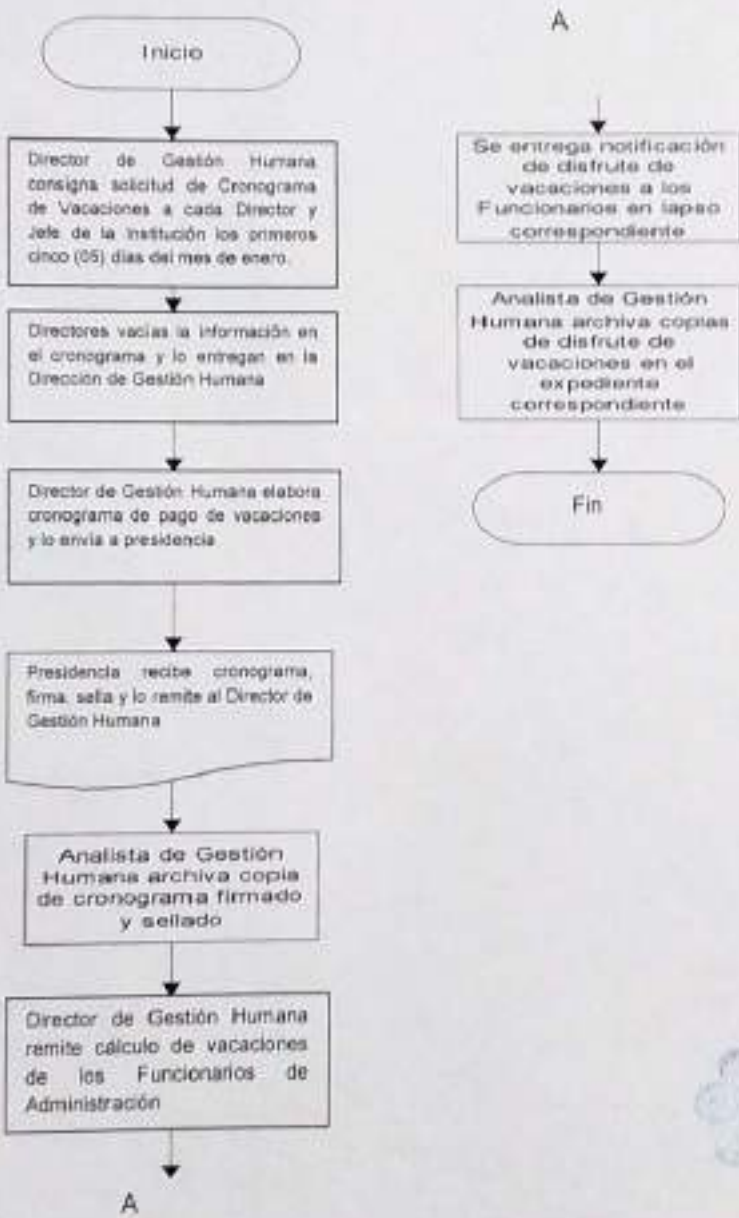 Inicio
Director de Gestión Humana
consigna solicitud de Cronograma
de Vacaciones a cada Director y
Jefe de la Institución los primeros
cinco (05) días del mes de enero.
Directores vacías la información en
el cronograma y lo entregan en la
Dirección de Gestión Humana
Director de Gestión Humana elabora
cronograma de pago de vacaciones
y lo envía a presidencia
Presidencia recibe cronograma,
firma, sella y lo remite al Director de
Gestión Humana
Analista de Gestión
Humana archiva copia
de cronograma firmado
y sellado
Director de Gestión Humana
remite cálculo de vacaciones
de los Funcionarios de
Administración
A
A
Se entrega notificación
de disfrute de
vacaciones a los
Funcionarios en lapso
correspondiente
Analista de Gestión
Humana archiva copias
de disfrute de
vacaciones en el
expediente
correspondiente
Fin